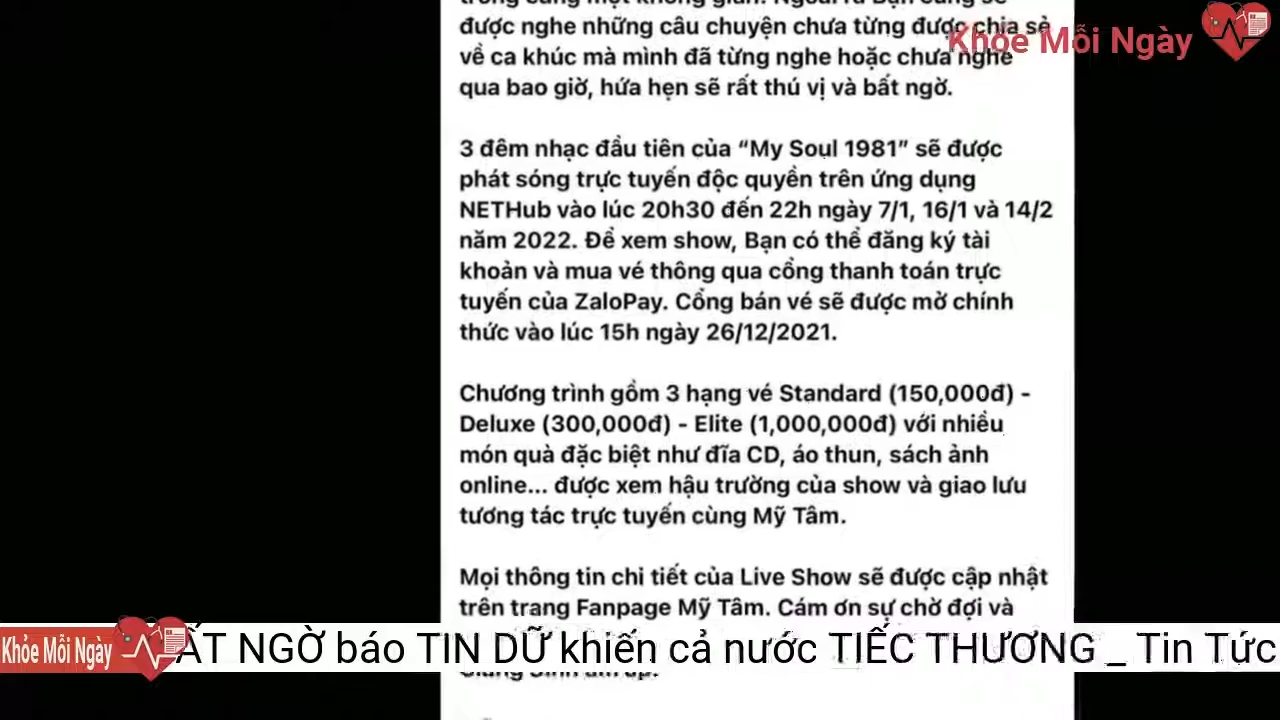 trong cùng một không gian. Ngoài ra Bạn cũng sẽ
được nghe những câu chuyện chưa từng được chia sẻ
về ca khúc mà mình đã từng nghe hoặc chưa nghe
qua bao giờ, hứa hẹn sẽ rất thú vị và bất ngờ.
Khỏe Mỗi Ngày
3 đêm nhạc đầu tiên của “My Soul 1981” sẽ được
phát sóng trực tuyến độc quyền trên ứng dụng
NETHub vào lúc 20h30 đến 22h ngày 7/1, 16/1 và 14/2
năm 2022. Để xem show, Bạn có thể đăng ký tài
khoản và mua vé thông qua cổng thanh toán trực
tuyến của ZaloPay. Cổng bán vé sẽ được mở chính
thức vào lúc 15h ngày 26/12/2021.
Chương trình gồm 3 hạng vé Standard (150,000đ) -
Deluxe (300,000đ) - Elite (1,000,000đ) với nhiều
món quà đặc biệt như đĩa CD, áo thun, sách ảnh
online... được xem hậu trường của show và giao lưu
tương tác trực tuyến cùng Mỹ Tâm.
Mọi thông tin chi tiết của Live Show sẽ được cập nhật
trên trang Fanpage Mỹ Tâm. Cám ơn sự chờ đợi và
Khỏe Mỗi Ngày
ẤT NGỜ báo TIN DỮ khiến cả nước TIẾC THƯƠNG _ Tin Tức